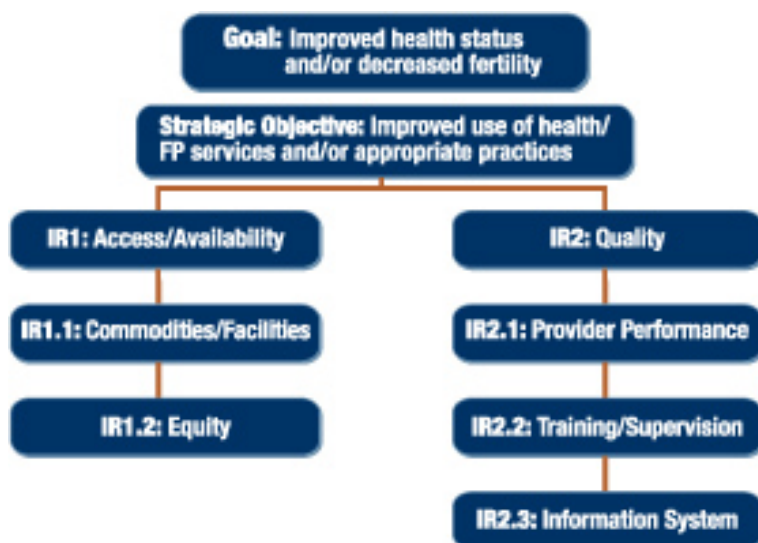 Goal: Improved health status
and/or decreased fertility
Strategic Objective: Improved use of health/
FP services and/or appropriate practices
IR1: Access/Availability
IR2: Quality
IR1.1: Commodities/Facilities
IR2.1: Provider Performance
IR1.2: Equity
IR2.2: Training/Supervision
IR2.3: Information System